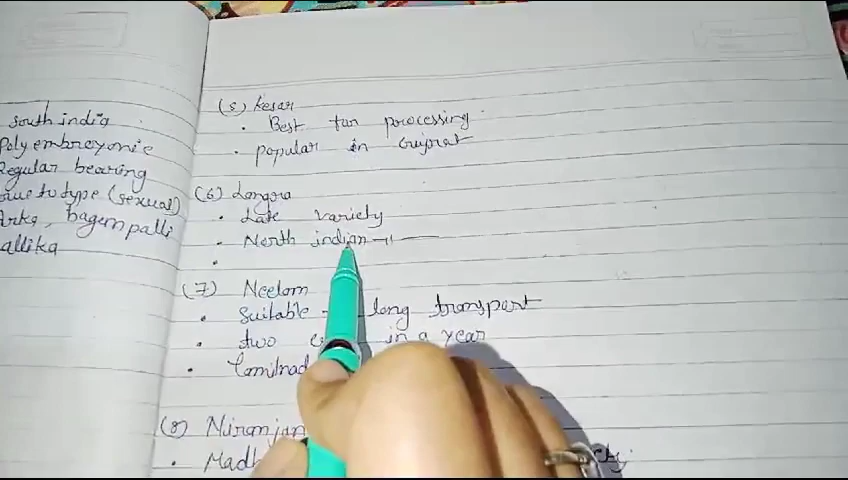 South india
Polyembreyonic
Regular bearing
true to type (sexual)
Arka, bagempalli
allika
(5) Kesar
• Best for processing
• popular in Gujrat
(6) Langra
• Late variety
• North indian –〃–
•
(7) Neelam
• Suitable - long transport
• two in a year
•
(8) Niranjan
•